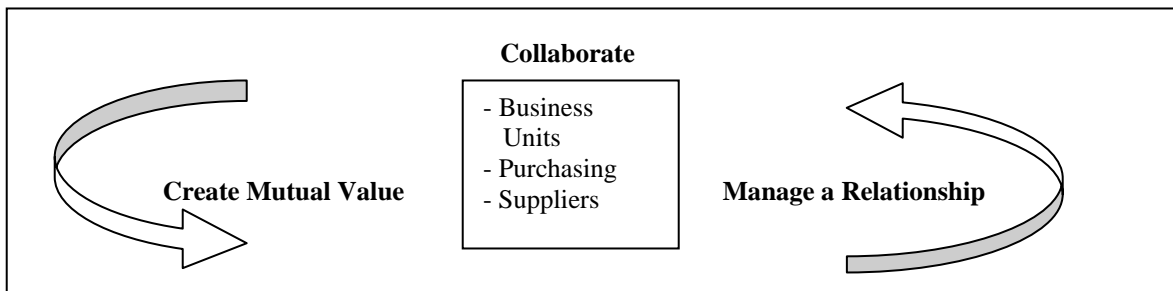 Collaborate
- Business
Units
- Purchasing
- Suppliers
Create Mutual Value
Manage a Relationship